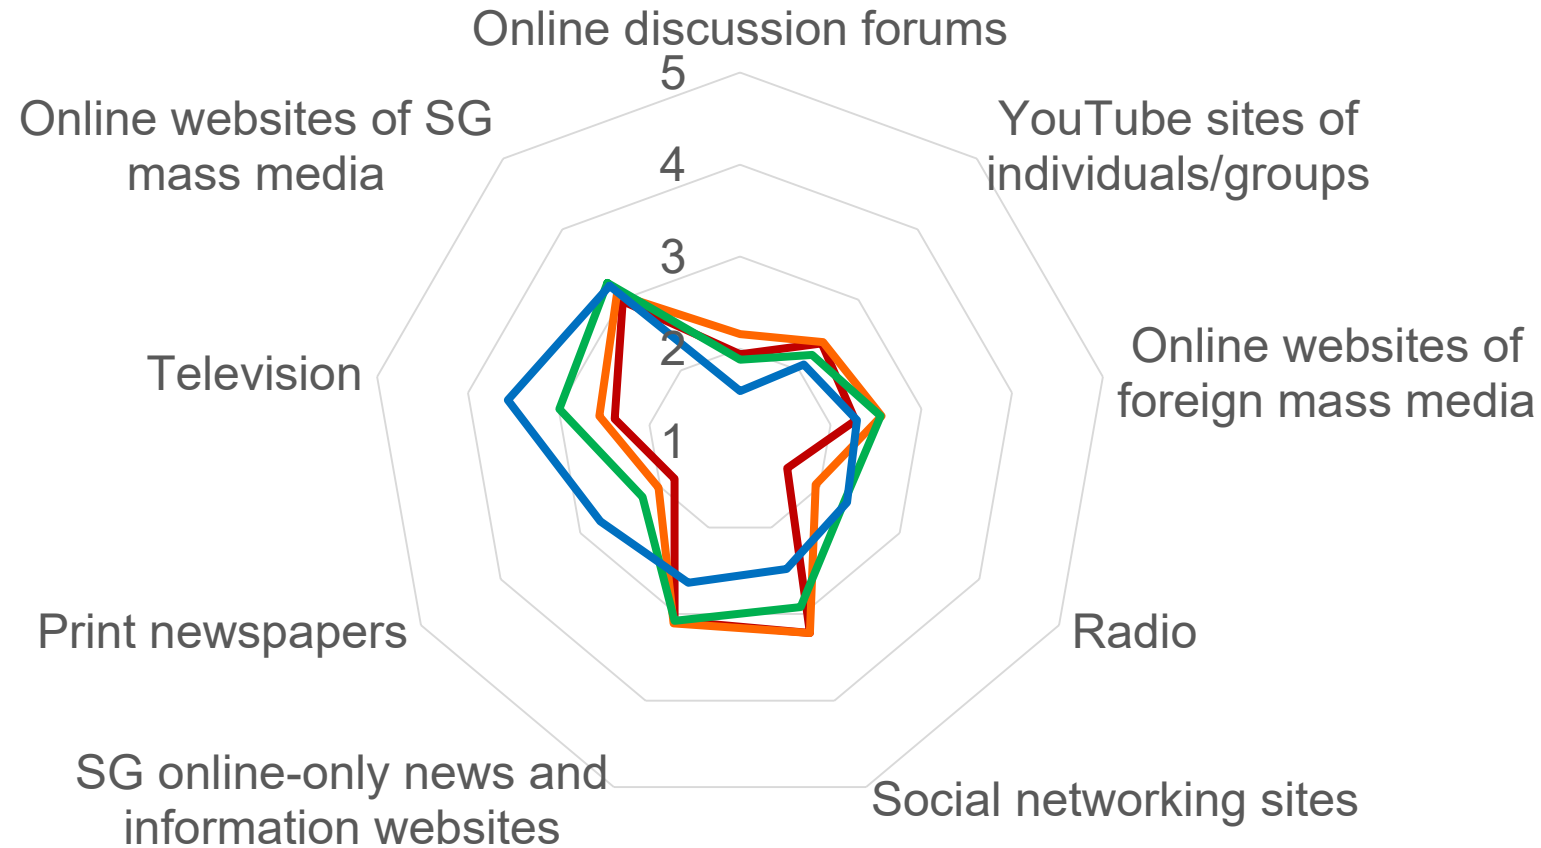 Online discussion forums
5
Online websites of SG
mass media
YouTube sites of
individuals/groups
4
3
2
Online websites of
foreign mass media
Television
1
Print newspapers
Radio
SG online-only news and
information websites
Social networking sites